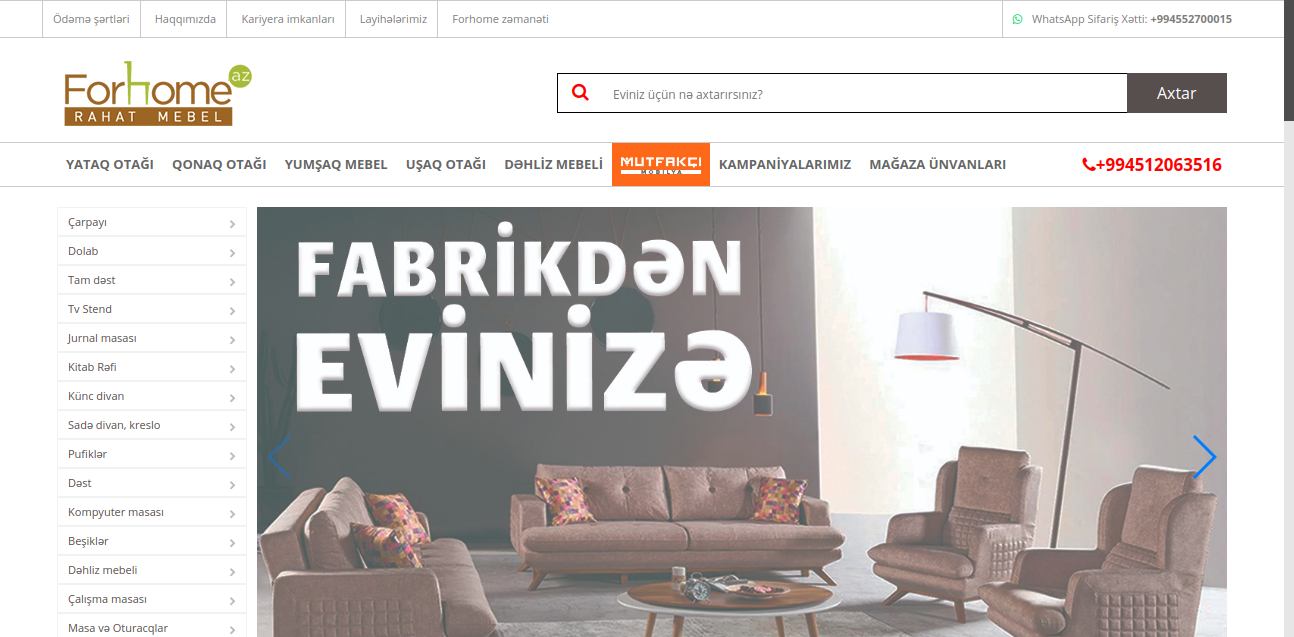 Ödəmə şərtləri
Haqqımızda
Kariyera imkanları
Layihələrimiz
Forhome zəmanəti
WhatsApp Sifariş Xətti: +994552700015
Forhome az
RAHAT MEBEL
Eviniz üçün nə axtarırsınız?
Axtar
YATAQ OTAĞI
QONAQ OTAĞI
YUMŞAQ MEBEL
UŞAQ OTAĞI
DƏHLİZ MEBELİ
MUTFAKÇI
MOBİLYA
KAMPANİYALARIMIZ
MAĞAZA ÜNVANLARI
+994512063516
Çarpayı
Dolab
Tam dəst
Tv Stend
Jurnal masası
Kitab Rəfi
Künc divan
Sadə divan, kreslo
Pufiklər
Dəst
Kompyuter masası
Beşiklər
Dəhliz mebeli
Çalışma masası
Masa və Oturacqlar
FABRİKDƏN
EVİNİZƏ